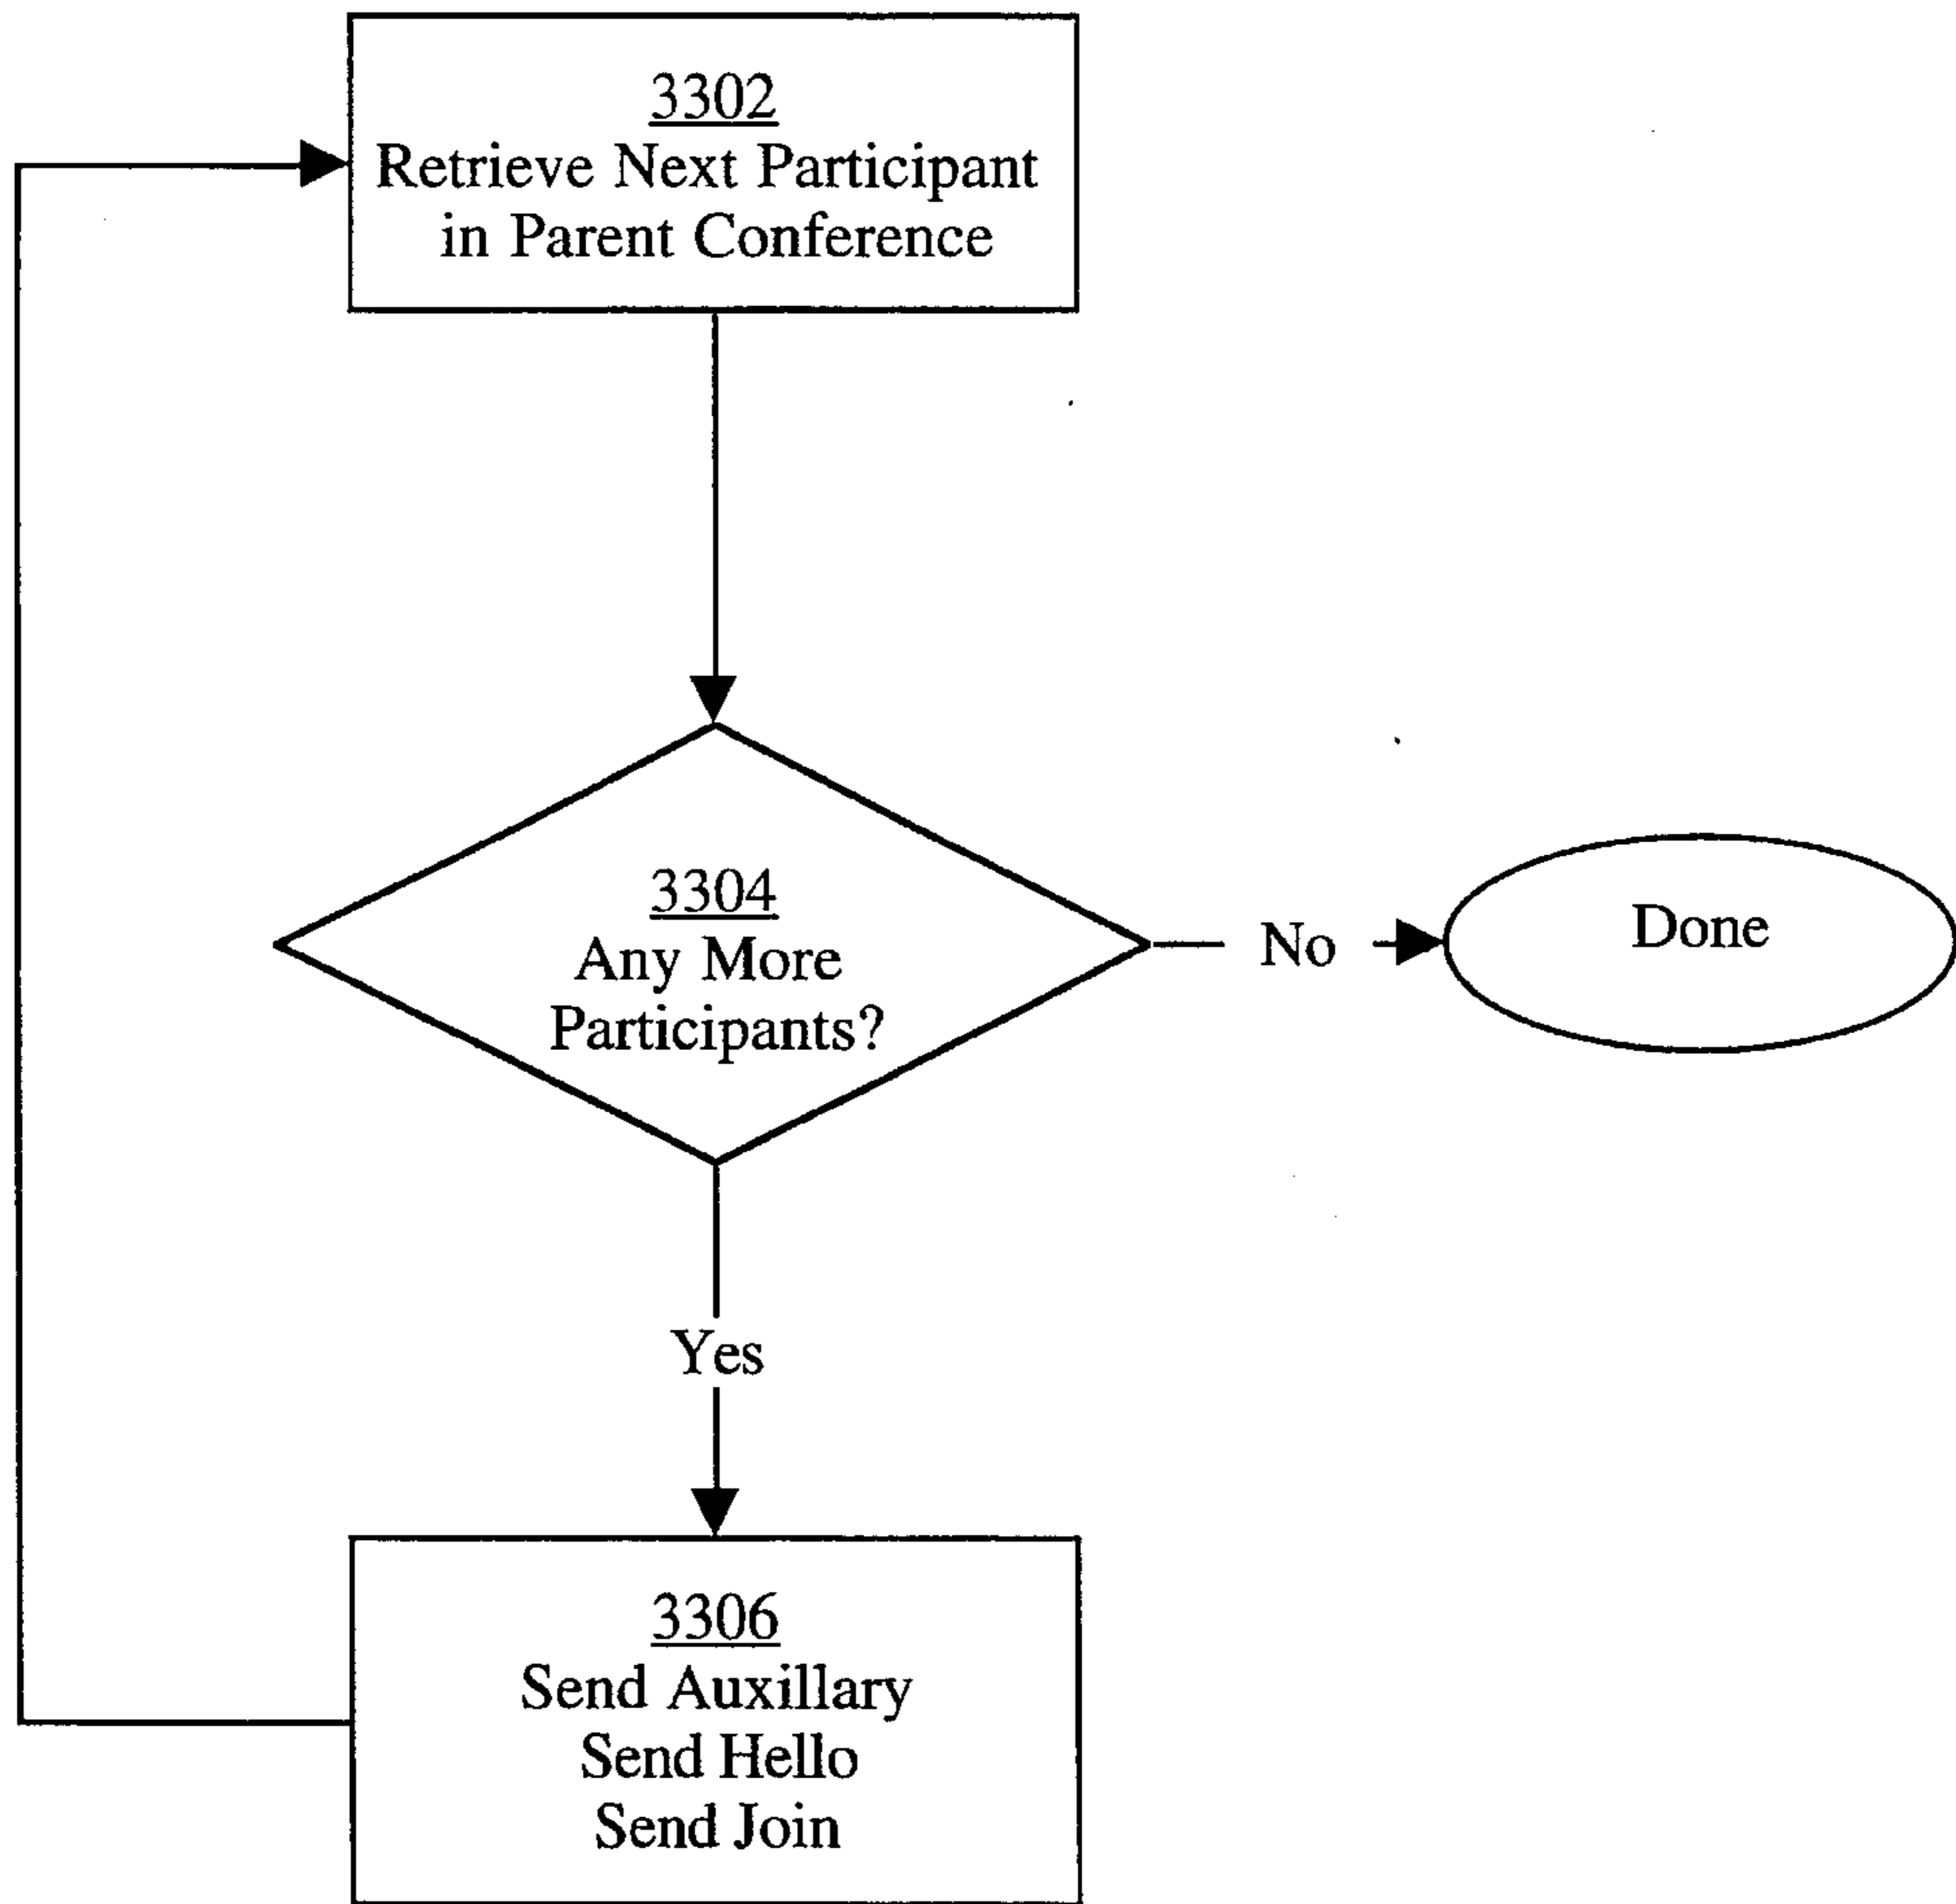 3302
Retrieve Next Participant
in Parent Conference
3304
Any More
Participants?
No
Done
Yes
3306
Send Auxillary
Send Hello
Send Join